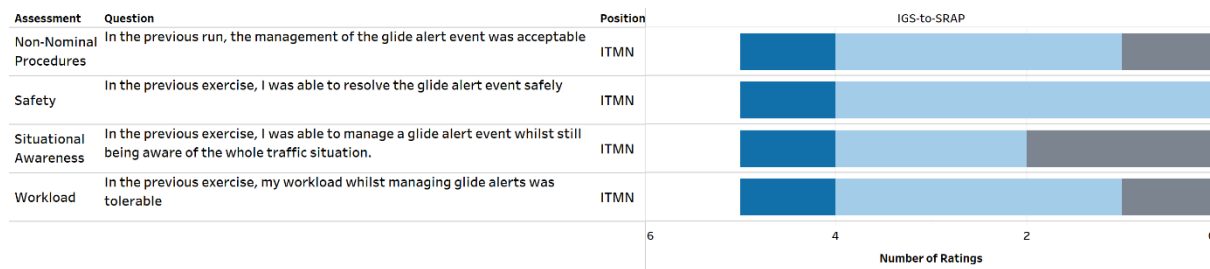 Assessment Question Position IGS-to-SRAP
Non-Nominal Procedures In the previous run, the management of the glide alert event was acceptable ITMN
Safety In the previous exercise, I was able to resolve the glide alert event safely ITMN
Situational Awareness In the previous exercise, I was able to manage a glide alert event whilst still
being aware of the whole traffic situation. ITMN
Workload In the previous exercise, my workload whilst managing glide alerts was
tolerable ITMN
6 4 2
Number of Ratings